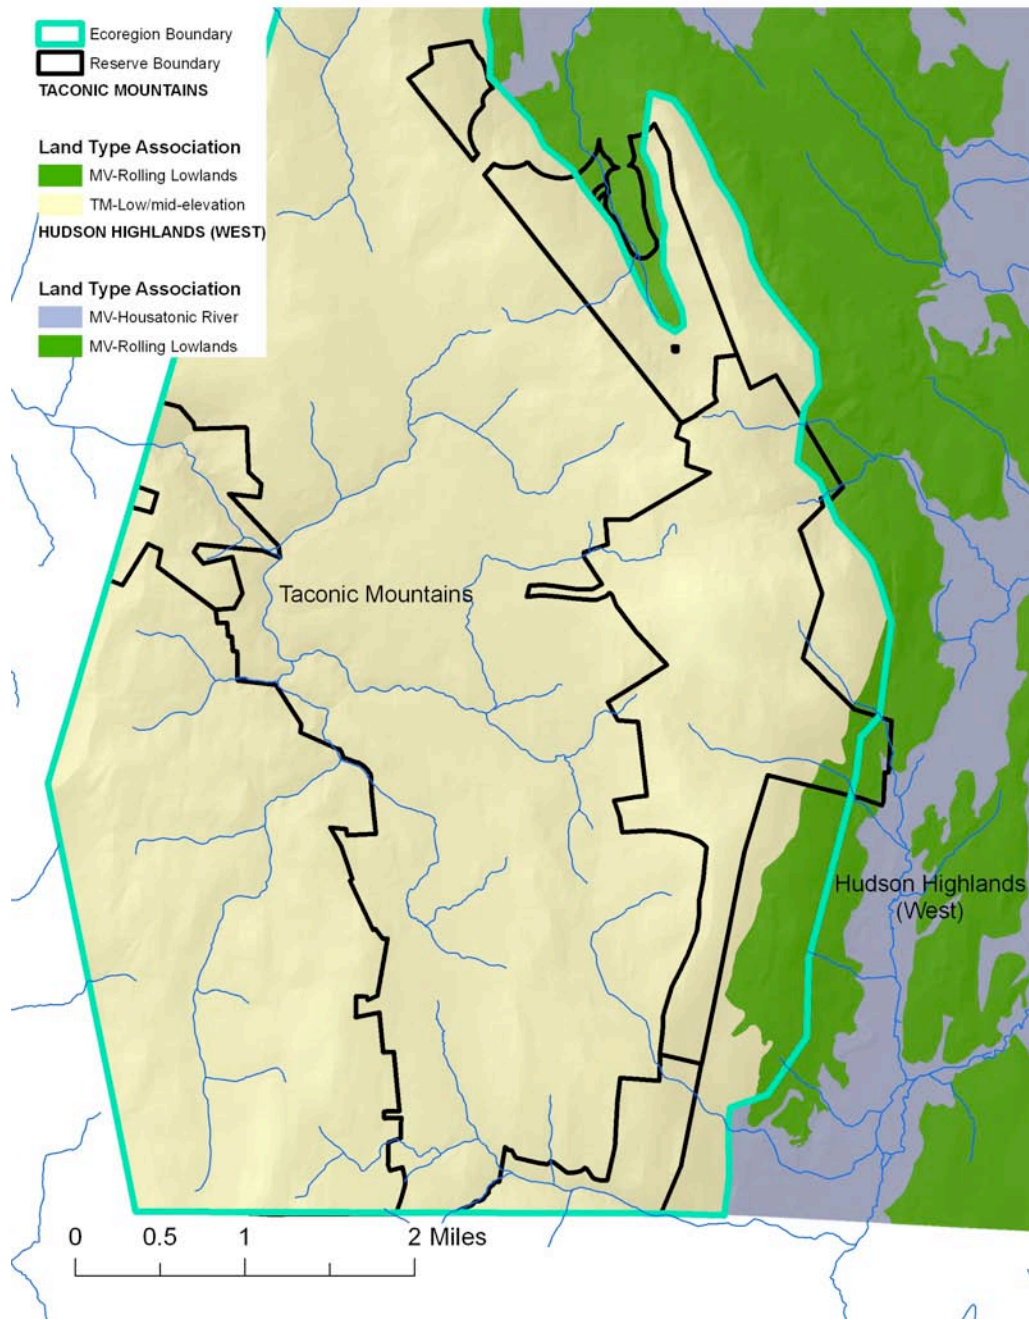 Ecoregion Boundary
Reserve Boundary
TACONIC MOUNTAINS
Land Type Association
MV-Rolling Lowlands
TM-Low/mid-elevation
HUDSON HIGHLANDS (WEST)
Land Type Association
MV-Housatonic River
MV-Rolling Lowlands
Taconic Mountains
Hudson Highlands
(West)
0 0.5 1 2 Miles